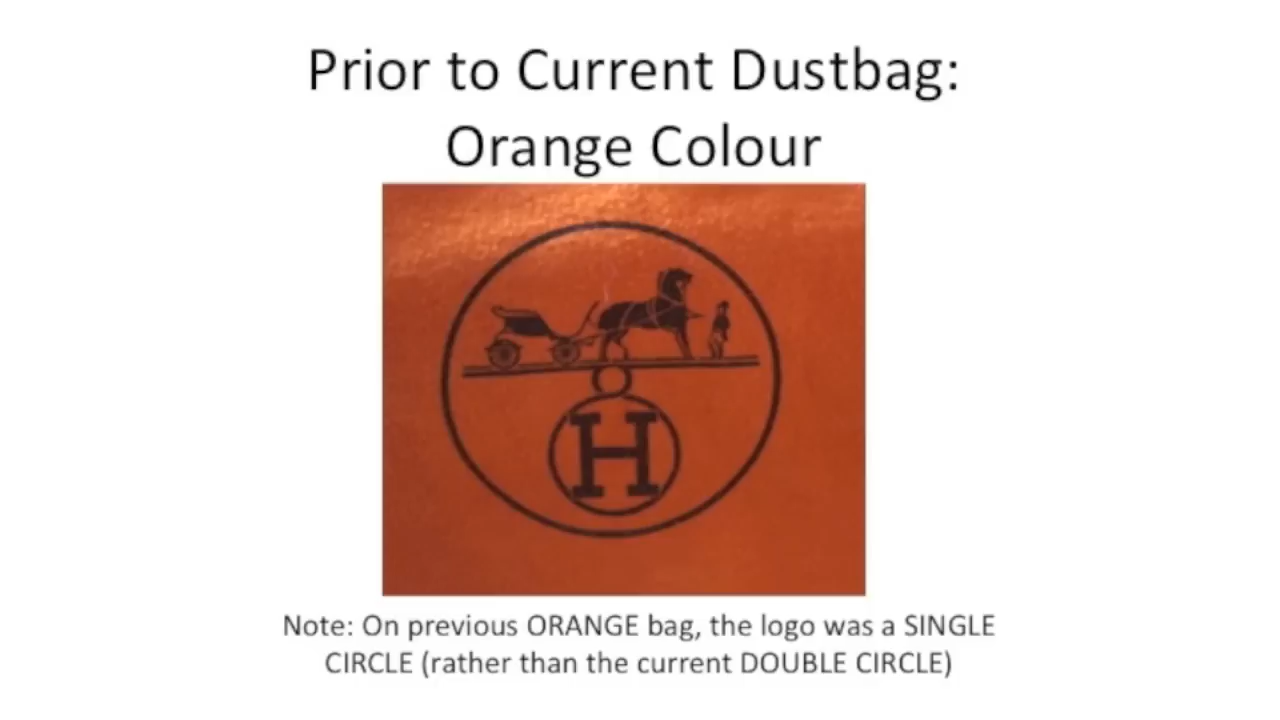 Prior to Current Dustbag:
Orange Colour
H
Note: On previous ORANGE bag, the logo was a SINGLE
CIRCLE (rather than the current DOUBLE CIRCLE)